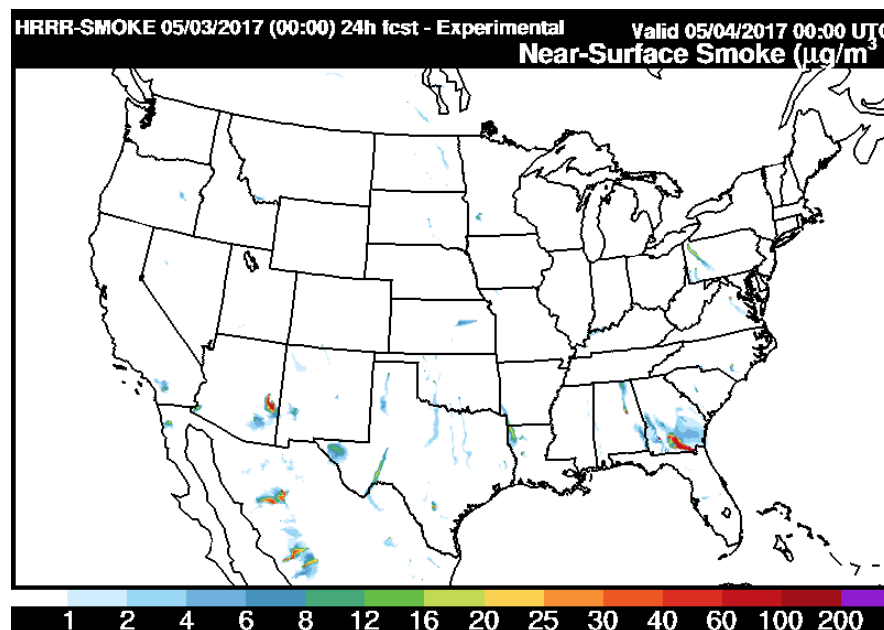 HRRR-SMOKE 05/03/2017 (00:00) 24h fcst - Experimental
Valid 05/04/2017 00:00 UTC
Near-Surface Smoke (μg/m³
1 2 4 6 8 12 16 20 25 30 40 60 100 200